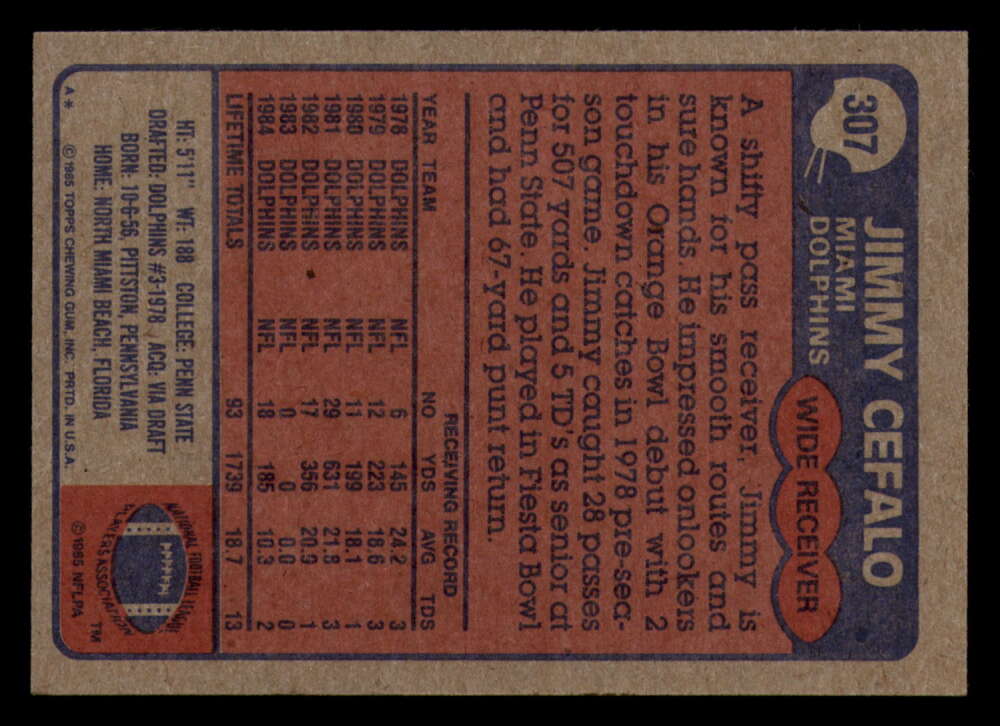 307
JIMMY CEFALO
MIAMI
DOLPHINS
WIDE RECEIVER
A shifty pass receiver, Jimmy is
known for his smooth routes and
sure hands. He impressed onlookers
in his Orange Bowl debut with 2
touchdown catches in 1978 pre-sea-
son game. Jimmy caught 28 passes
for 507 yards and 5 TD's as senior at
Penn State. He played in Fiesta Bowl
and had 67-yard punt return.
RECEIVING RECORD
YEAR TEAM NO YDS AVG TDS
1978 DOLPHINS NFL 6 145 24.2 3
1979 DOLPHINS NFL 12 223 18.6 3
1980 DOLPHINS NFL 11 199 18.1 1
1981 DOLPHINS NFL 29 631 21.8 3
1982 DOLPHINS NFL 17 356 20.9 1
1983 DOLPHINS NFL 0 0 0.0 0
1984 DOLPHINS NFL 18 185 10.3 2
LIFETIME TOTALS 93 1739 18.7 13
HT: 5'11" WT: 188 COLLEGE: PENN STATE
DRAFTED: DOLPHINS #3-1978 ACQ: VIA DRAFT
BORN: 10-6-56, PITTSTON, PENNSYLVANIA
HOME: NORTH MIAMI BEACH, FLORIDA
A* © 1985 TOPPS CHEWING GUM, INC. PRTD. IN U.S.A.
NATIONAL FOOTBALL LEAGUE
PLAYERS ASSOCIATION
TM
© 1985 NFLPA